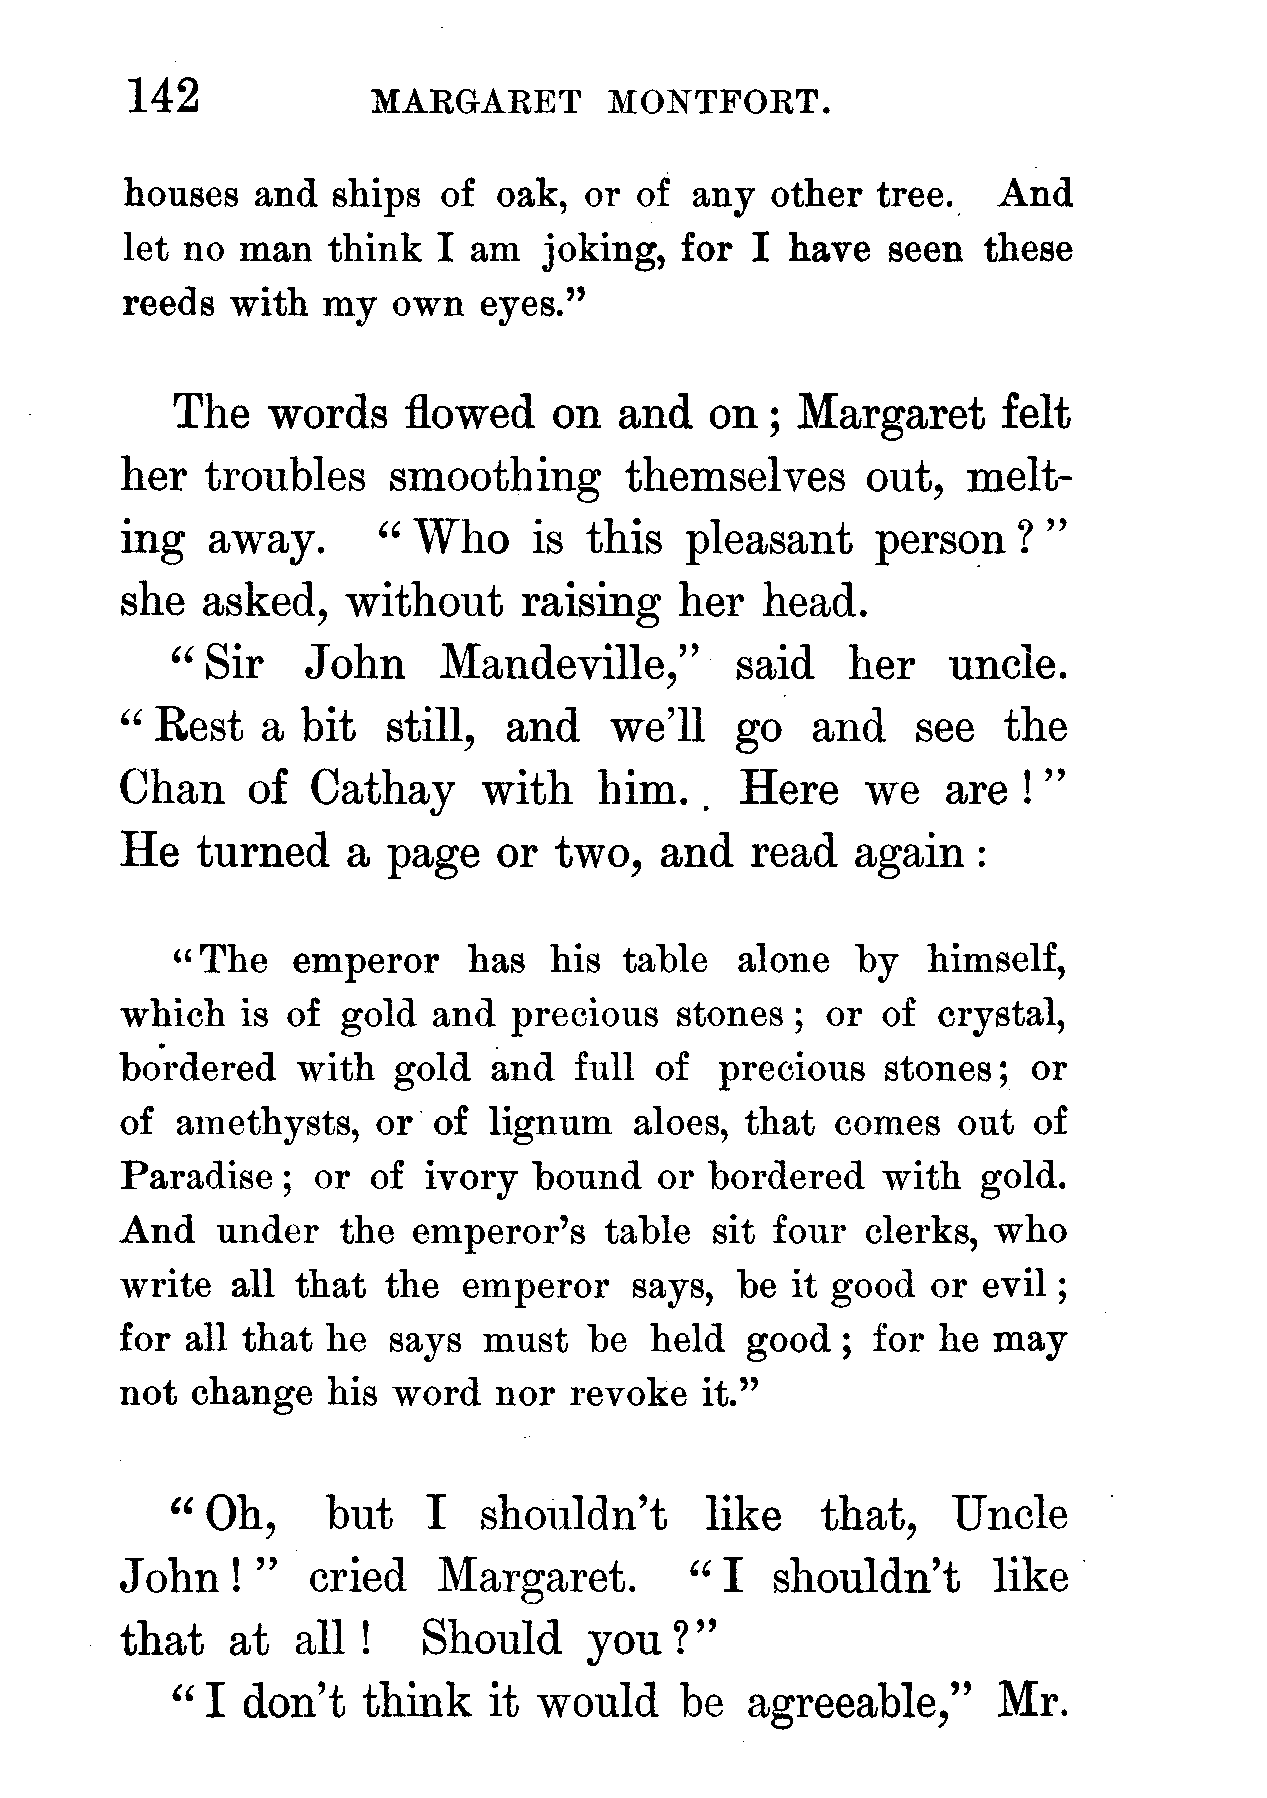 142 MARGARET MONTFORT.
houses and ships of oak, or of any other tree. And
let no man think I am joking, for I have seen these
reeds with my own eyes.”
The words flowed on and on ; Margaret felt
her troubles smoothing themselves out, melt-
ing away. “ Who is this pleasant person ? ”
she asked, without raising her head.
“ Sir John Mandeville,” said her uncle.
“ Rest a bit still, and we’ll go and see the
Chan of Cathay with him. . Here we are ! ”
He turned a page or two, and read again :
“ The emperor has his table alone by himself,
which is of gold and precious stones ; or of crystal,
bordered with gold and full of precious stones; or
of amethysts, or of lignum aloes, that comes out of
Paradise ; or of ivory bound or bordered with gold.
And under the emperor’s table sit four clerks, who
write all that the emperor says, be it good or evil ;
for all that he says must be held good ; for he may
not change his word nor revoke it.”
“ Oh, but I shouldn’t like that, Uncle
John ! ” cried Margaret. “ I shouldn’t like
that at all ! Should you ? ”
“ I don’t think it would be agreeable,” Mr.